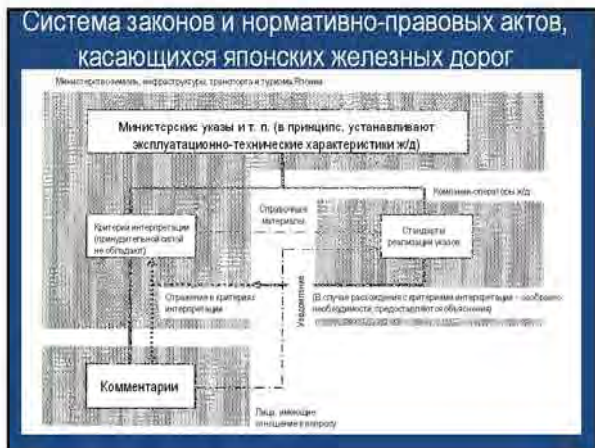 Система законов и нормативно-правовых актов,
касающихся японских железных дорог
Министерство земель, инфраструктуры, транспорта и туризма Японии
Министерские указы и т. п. (в принципе, устанавливают
эксплуатационно-технические характеристики ж/д)
Компании-операторы ж/д
Критерии интерпретации
(принудительной силой
не обладают)
Справочные
материалы
Стандарты
реализации указов
Отражение в критериях
интерпретации
Уведомление
(В случае расхождения с критериями интерпретации - сообразно
необходимости, предоставляются объяснения)
Комментарии
Лица, имеющие
отношение к вопросу